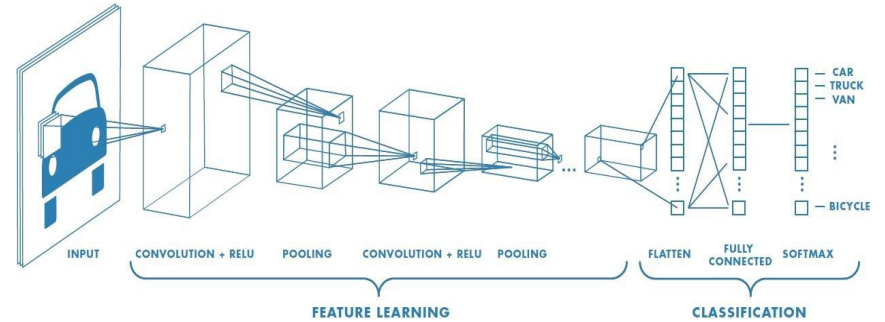 CAR
TRUCK
VAN
BICYCLE
INPUT
CONVOLUTION + RELU
POOLING
CONVOLUTION + RELU
POOLING
FLATTEN
FULLY
CONNECTED
SOFTMAX
FEATURE LEARNING
CLASSIFICATION